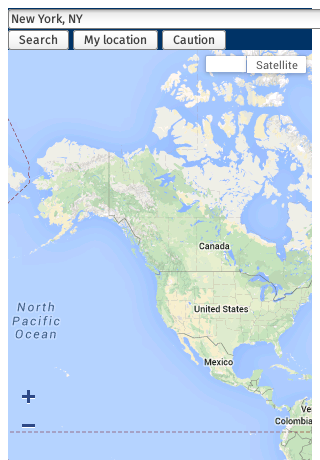 New York, NY
Search My location Caution
Satellite
Canada
United States
North
Pacific
Ocean
Mexico
+
−
Ve
Colombia